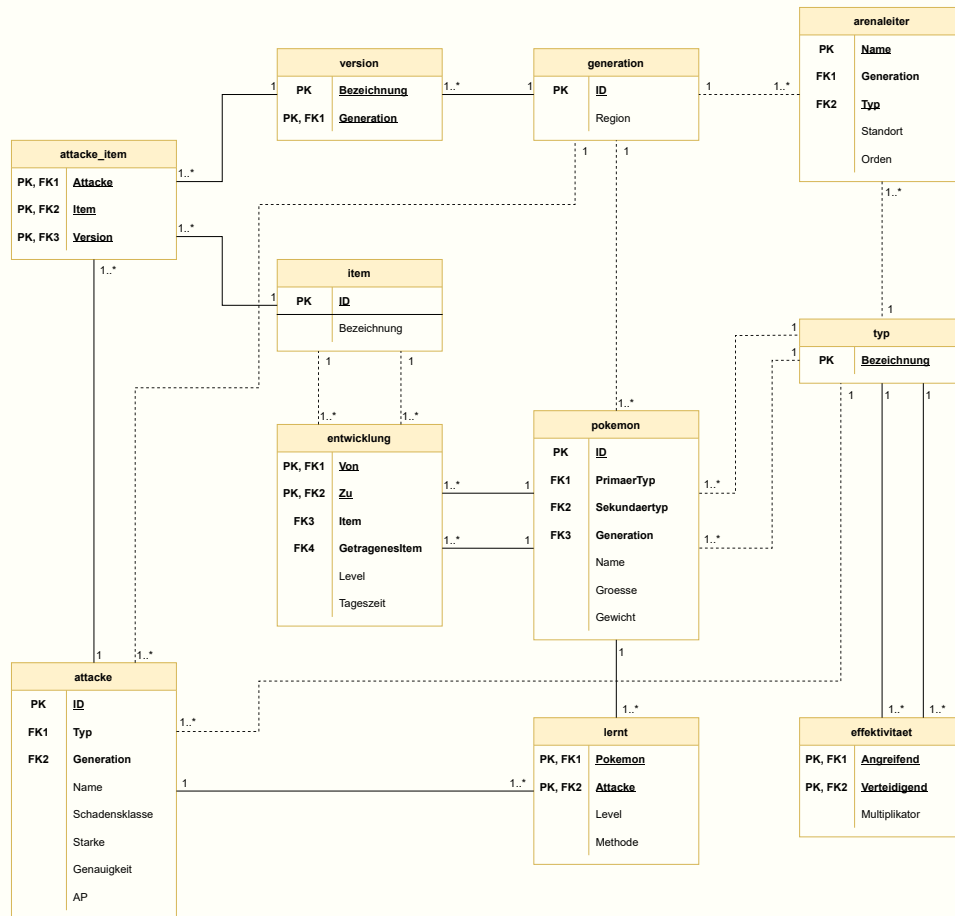 version
PK Bezeichnung
PK, FK1 Generation
generation
PK ID
Region
arenaleiter
PK Name
FK1 Generation
FK2 Typ
Standort
Orden
1
1..*
1
1
1..*
attacke_item
PK, FK1 Attacke
PK, FK2 Item
PK, FK3 Version
1..*
1..*
1..*
1
1
1..*
item
PK ID
Bezeichnung
1
1
1
1..*
1..*
typ
PK Bezeichnung
1
1
1
1
1
1
entwicklung
PK, FK1 Von
PK, FK2 Zu
FK3 Item
FK4 GetragenesItem
Level
Tageszeit
1..*
1
1..*
1
1..*
pokemon
PK ID
FK1 PrimaerTyp
FK2 Sekundaertyp
FK3 Generation
Name
Groesse
Gewicht
1..*
1..*
1
1..*
1
1..*
attacke
PK ID
FK1 Typ
FK2 Generation
Name
Schadensklasse
Starke
Genauigkeit
AP
1..*
1
1..*
lernt
PK, FK1 Pokemon
PK, FK2 Attacke
Level
Methode
1..*
1..*
effektivitaet
PK, FK1 Angreifend
PK, FK2 Verteidigend
Multiplikator